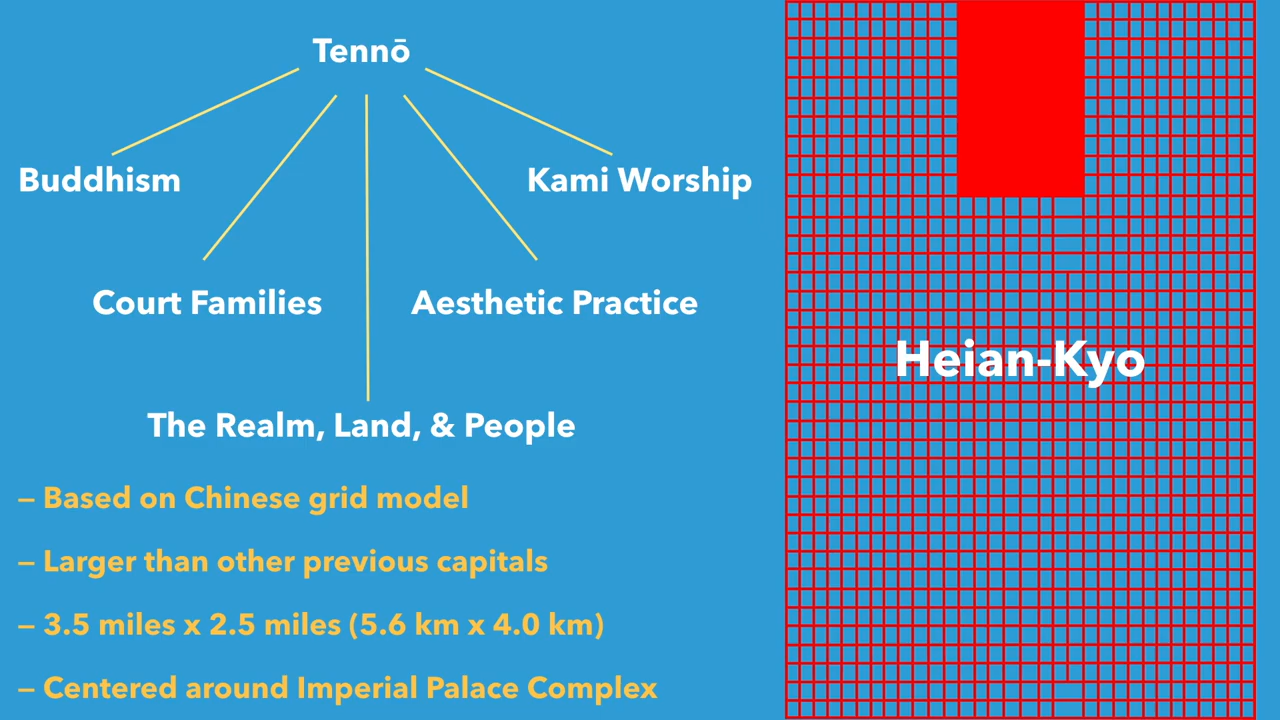 Tennō
Buddhism
Kami Worship
Court Families
Aesthetic Practice
The Realm, Land, & People
– Based on Chinese grid model
– Larger than other previous capitals
– 3.5 miles x 2.5 miles (5.6 km x 4.0 km)
– Centered around Imperial Palace Complex
Heian-Kyo